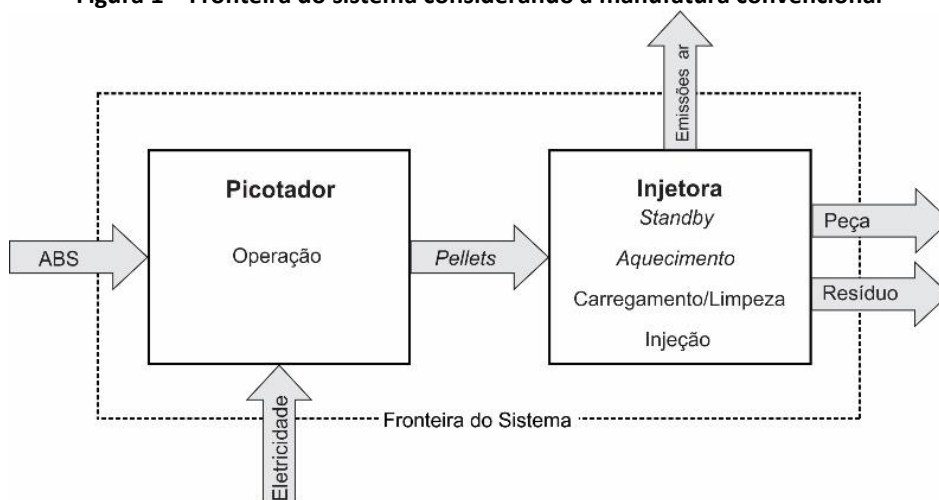 Figura 1 – Fronteira do sistema considerando a manufatura convencional
Emissões ar
Picotador
Operação
Injetora
Standby
Aquecimento
Carregamento/Limpeza
Injeção
ABS
Pellets
Peça
Resíduo
Fronteira do Sistema
Eletricidade